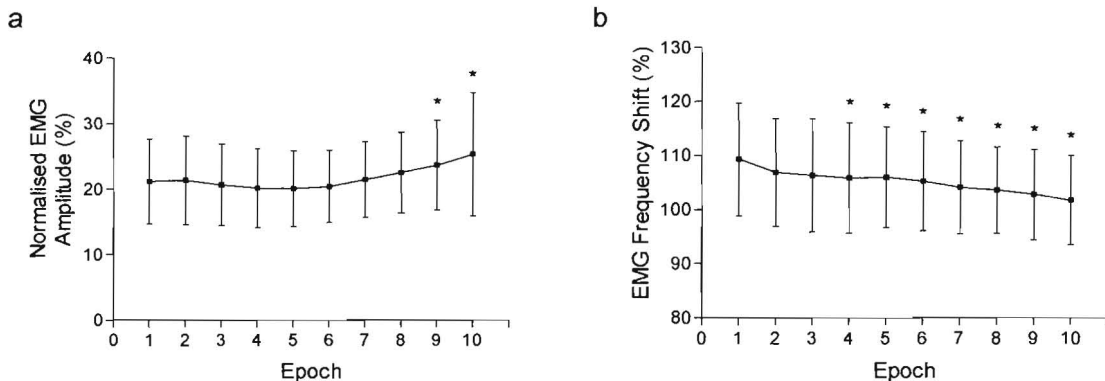 a
Normalised EMG
Amplitude (%)
40
30
20
10
0
* *
0 1 2 3 4 5 6 7 8 9 10
Epoch
b
EMG Frequency Shift (%)
130
120
110
100
90
80
* * * * * * *
0 1 2 3 4 5 6 7 8 9 10
Epoch